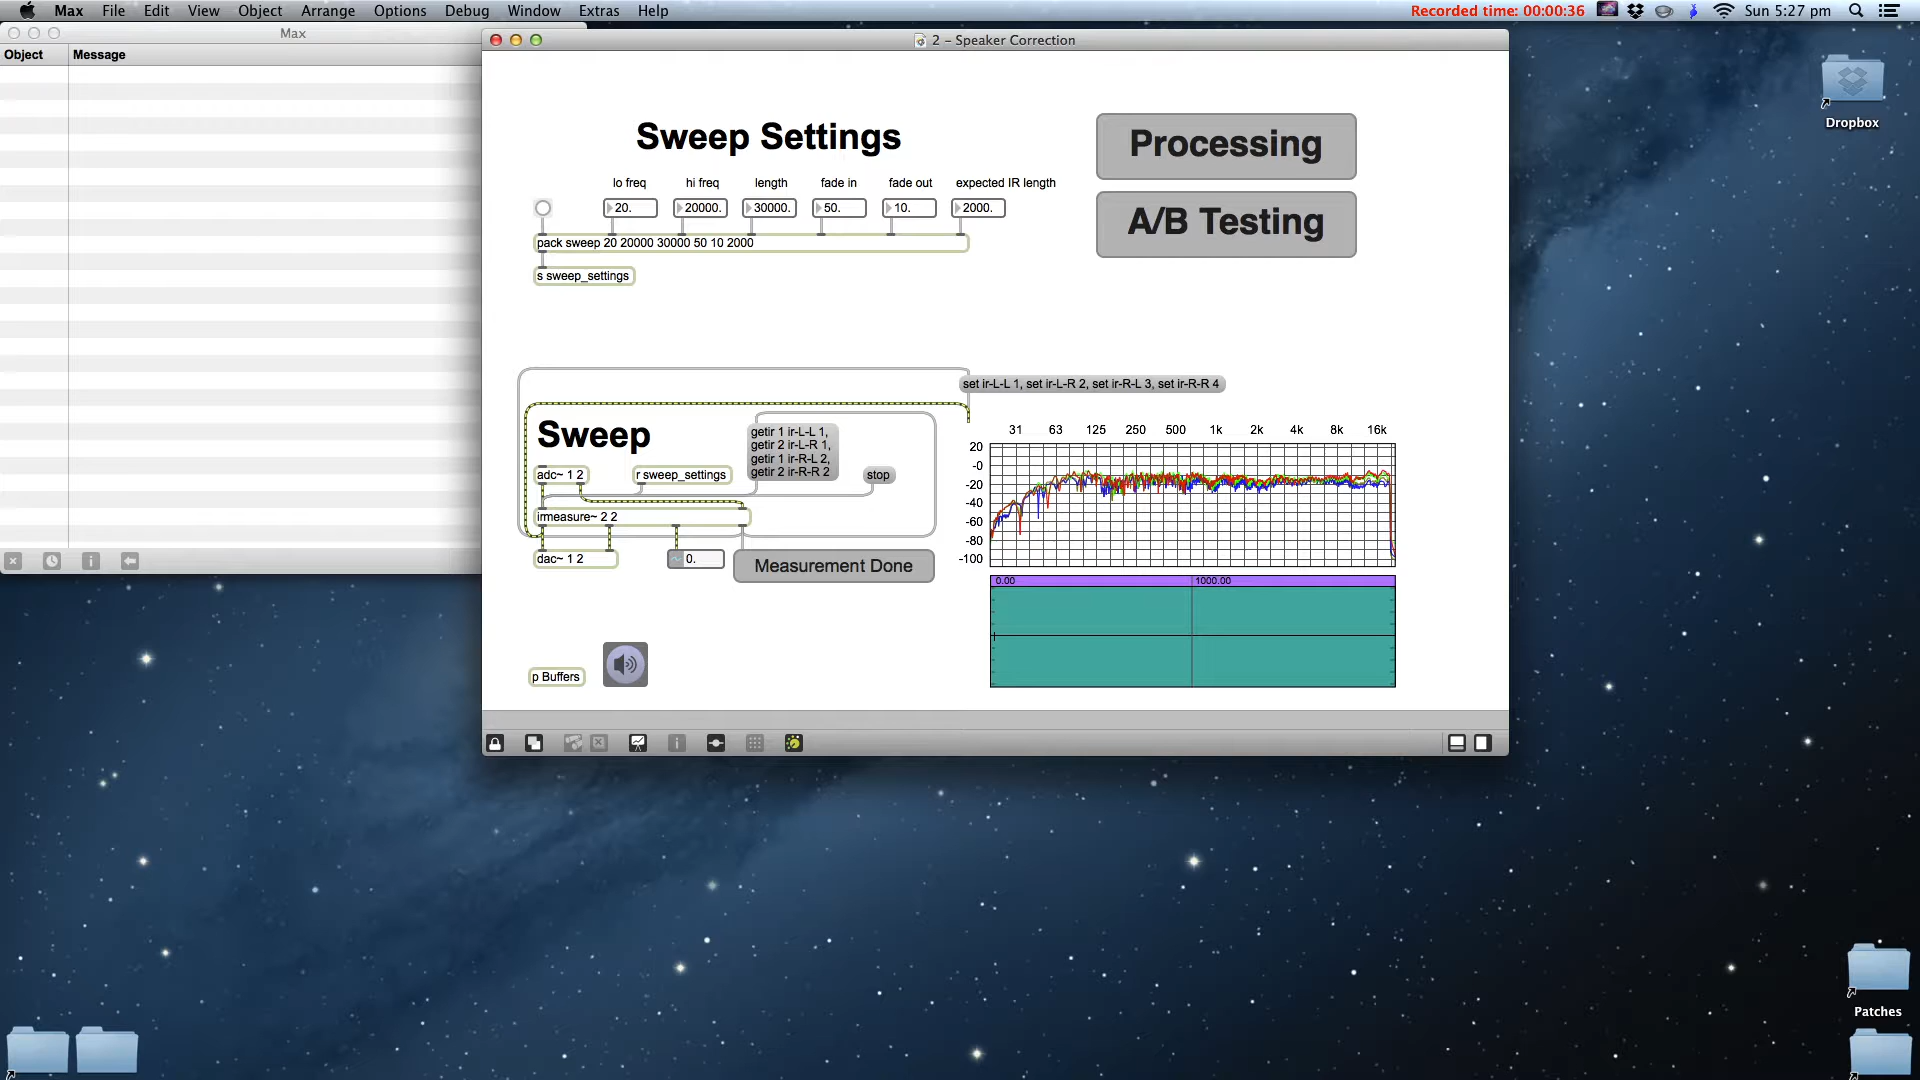 Max File Edit View Object Arrange Options Debug Window Extras Help
Recorded time: 00:00:36 Sun 5:27 pm
Max
Object Message
2 - Speaker Correction
Sweep Settings
lo freq hi freq length fade in fade out expected IR length
20. 20000. 30000. 50. 10. 2000.
pack sweep 20 20000 30000 50 10 2000
s sweep_settings
Processing
A/B Testing
set ir-L-L 1, set ir-L-R 2, set ir-R-L 3, set ir-R-R 4
Sweep
getir 1 ir-L-L 1,
getir 2 ir-L-R 1,
getir 1 ir-R-L 2,
getir 2 ir-R-R 2
adc~ 1 2
r sweep_settings
stop
irmeasure~ 2 2
dac~ 1 2
0.
Measurement Done
31 63 125 250 500 1k 2k 4k 8k 16k
20
-0
-20
-40
-60
-80
-100
0.00 1000.00
p Buffers
Dropbox
Patches